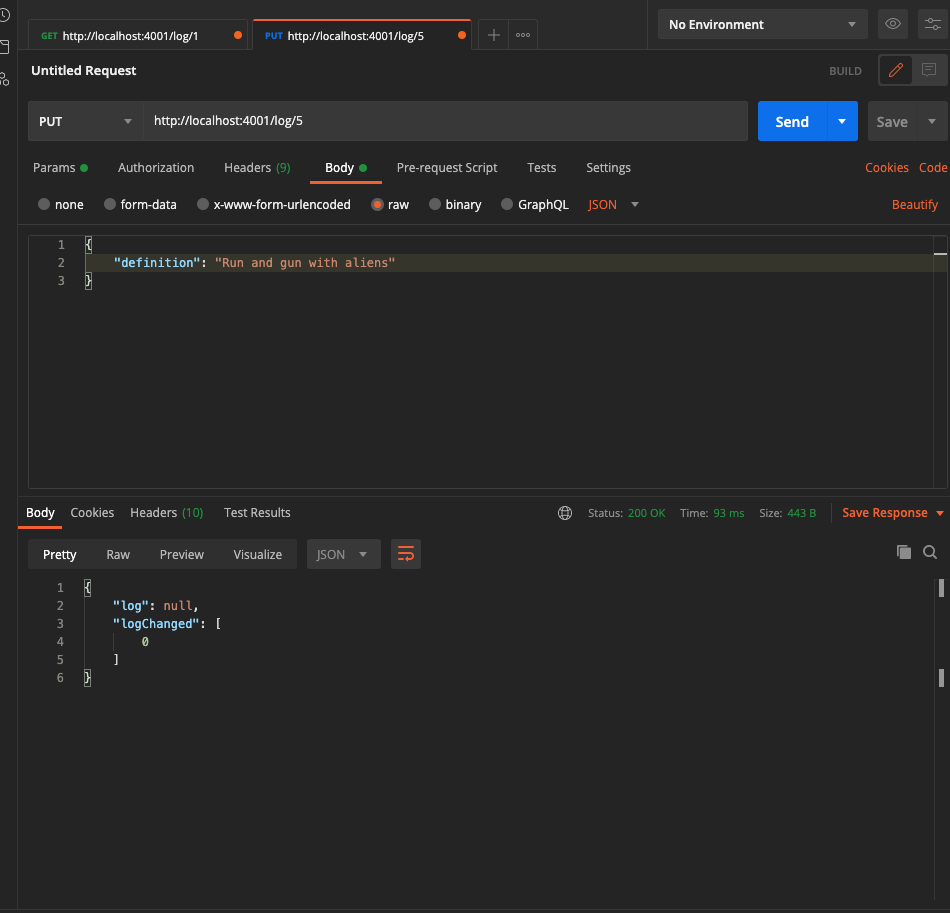 GET http://localhost:4001/log/1 PUT http://localhost:4001/log/5 No Environment
Untitled Request BUILD
PUT http://localhost:4001/log/5 Send Save
Params Authorization Headers (9) Body Pre-request Script Tests Settings Cookies Code
none form-data x-www-form-urlencoded raw binary GraphQL JSON Beautify
1 {
2 "definition": "Run and gun with aliens"
3 }
Body Cookies Headers (10) Test Results Status: 200 OK Time: 93 ms Size: 443 B Save Response
Pretty Raw Preview Visualize JSON
1 {
2 "log": null,
3 "logChanged": [
4 0
5 ]
6 }